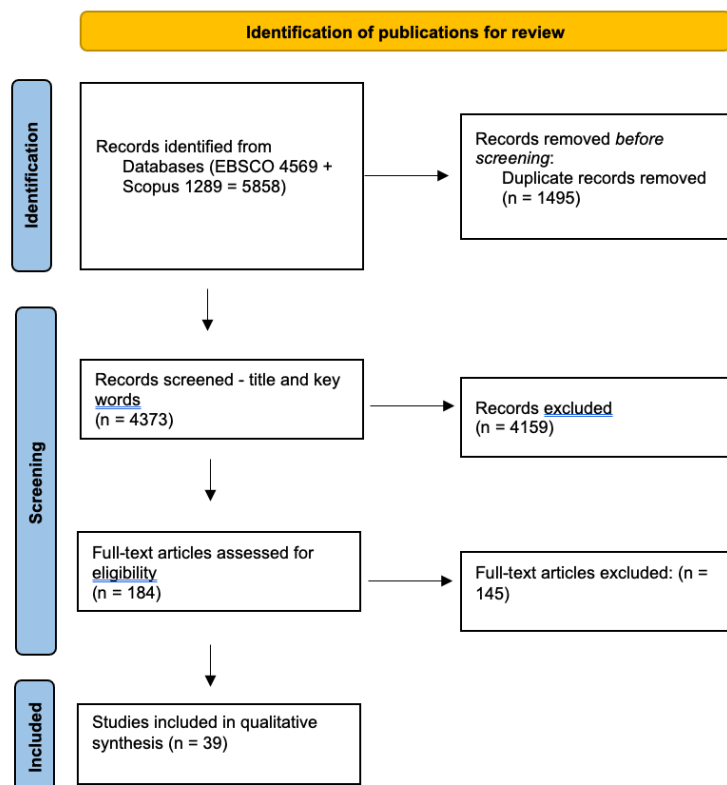 Identification of publications for review
Identification
Records identified from
Databases (EBSCO 4569 +
Scopus 1289 = 5858)
Records removed before
screening:
Duplicate records removed
(n = 1495)
Screening
Records screened - title and key
words
(n = 4373)
Records excluded
(n = 4159)
Full-text articles assessed for
eligibility
(n = 184)
Full-text articles excluded: (n =
145)
Included
Studies included in qualitative
synthesis (n = 39)